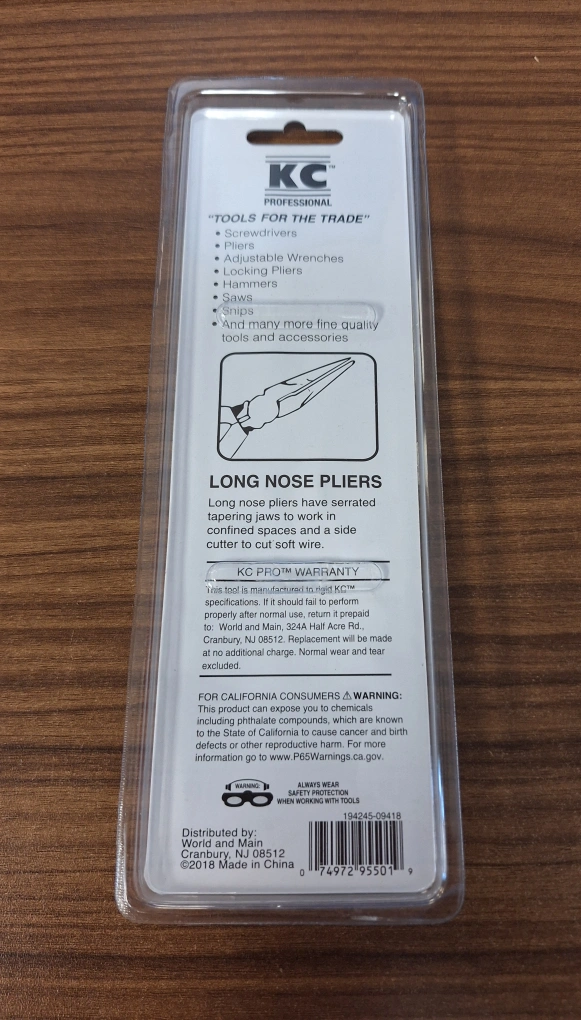 KC™
PROFESSIONAL
"TOOLS FOR THE TRADE"
• Screwdrivers
• Pliers
• Adjustable Wrenches
• Locking Pliers
• Hammers
• Saws
• Snips
• And many more fine quality
tools and accessories
LONG NOSE PLIERS
Long nose pliers have serrated
tapering jaws to work in
confined spaces and a side
cutter to cut soft wire.
KC PRO™ WARRANTY
This tool is manufactured to rigid KC™
specifications. If it should fail to perform
properly after normal use, return it prepaid
to: World and Main, 324A Half Acre Rd.,
Cranbury, NJ 08512. Replacement will be made
at no additional charge. Normal wear and tear
excluded.
FOR CALIFORNIA CONSUMERS ⚠ WARNING:
This product can expose you to chemicals
including phthalate compounds, which are known
to the State of California to cause cancer and birth
defects or other reproductive harm. For more
information go to www.P65Warnings.ca.gov.
WARNING:
ALWAYS WEAR
SAFETY PROTECTION
WHEN WORKING WITH TOOLS
194245-09418
Distributed by:
World and Main
Cranbury, NJ 08512
©2018 Made in China
0 74972 95501 9